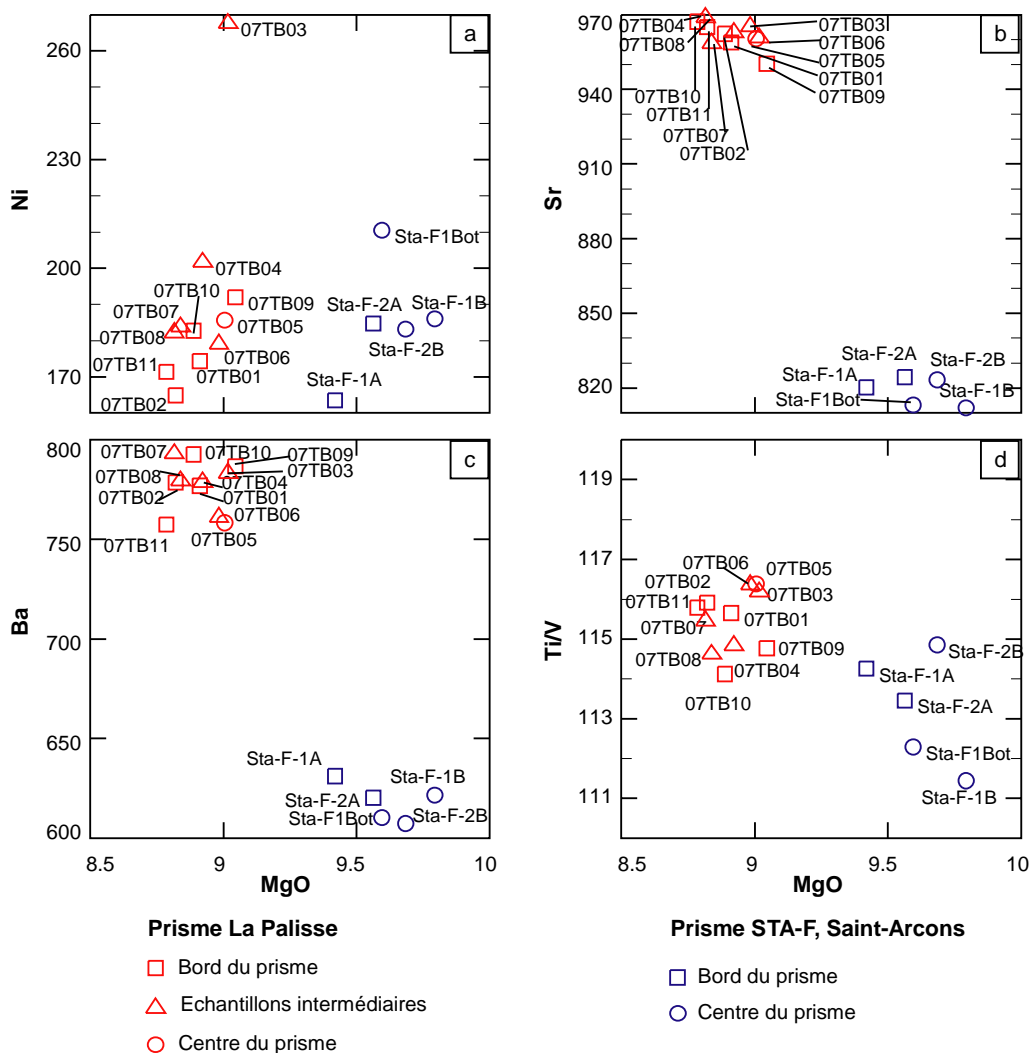 a
260
230
200
170
Ni
07TB03
Sta-F1Bot
07TB04
07TB10
07TB07
07TB09
07TB08
07TB05
07TB11
07TB06
07TB01
07TB02
Sta-F-2A
Sta-F-1B
Sta-F-2B
Sta-F-1A
b
970
940
910
880
850
820
Sr
07TB04
07TB08
07TB03
07TB06
07TB05
07TB01
07TB09
07TB10
07TB11
07TB07
07TB02
Sta-F-2A
Sta-F-2B
Sta-F-1A
Sta-F-1B
Sta-F1Bot
c
800
750
700
650
600
Ba
07TB07
07TB10
07TB09
07TB03
07TB08
07TB04
07TB02
07TB01
07TB06
07TB11
07TB05
Sta-F-1A
Sta-F-1B
Sta-F-2A
Sta-F1Bot
Sta-F-2B
8.5
9
9.5
10
MgO
d
119
117
115
113
111
Ti/V
07TB06
07TB05
07TB02
07TB11
07TB03
07TB07
07TB01
07TB08
07TB09
07TB04
07TB10
Sta-F-2B
Sta-F-1A
Sta-F-2A
Sta-F1Bot
Sta-F-1B
8.5
9
9.5
10
MgO
Prisme La Palisse
Bord du prisme
Echantillons intermédiaires
Centre du prisme
Prisme STA-F, Saint-Arcons
Bord du prisme
Centre du prisme